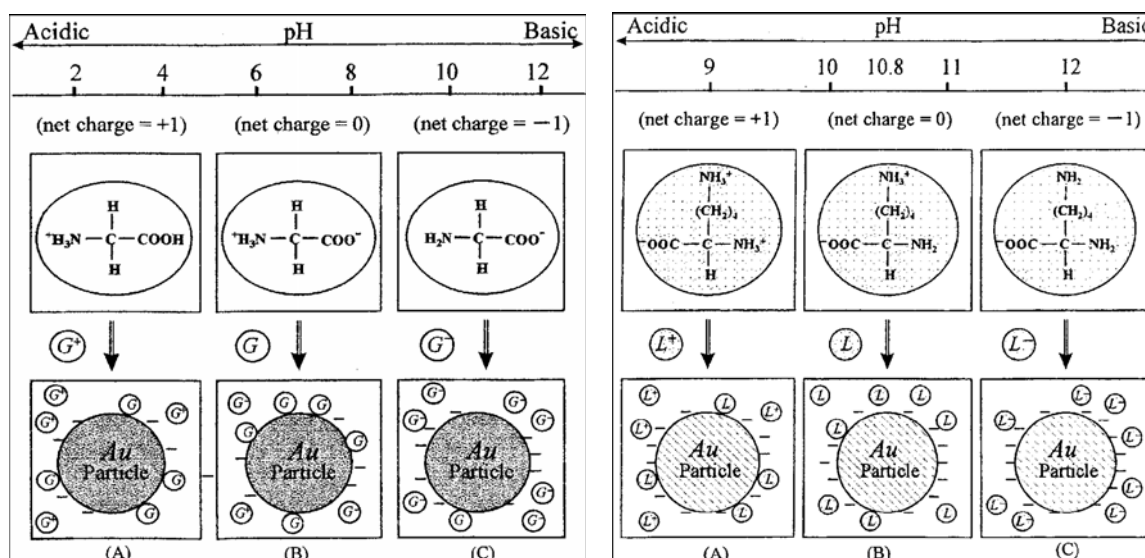 Acidic pH Basic
2 4 6 8 10 12
(net charge = +1) (net charge = 0) (net charge = −1)
H H H
⁺H₃N — C — COOH ⁺H₃N — C — COO⁻ H₂N — C — COO⁻
H H H
G⁺ G G⁻
G⁺ G G⁺ G⁺ G⁺ G G⁺ G⁺ G
G⁻ G G G⁻ G G G G G⁻
G⁻ G⁻ G⁻ G⁻ G⁻ G⁻ G⁻ G⁻
Au Particle
Au Particle
Au Particle
(A) (B) (C)
Acidic pH Basic
9 10 10.8 11 12
(net charge = +1) (net charge = 0) (net charge = −1)
NH₃⁺ NH₃⁺ NH₂
(CH₂)₄ (CH₂)₄ (CH₂)₄
⁻OOC — C — NH₃⁺ ⁻OOC — C — NH₂ ⁻OOC — C — NH₂
H H H
L⁺ L L⁻
L⁺ L L⁺ L⁺ L L⁺ L
L L L L L L L L L
L⁻ L⁻ L⁻ L⁻ L⁻ L⁻ L⁻
Au Particle
Au Particle
Au Particle
(A) (B) (C)